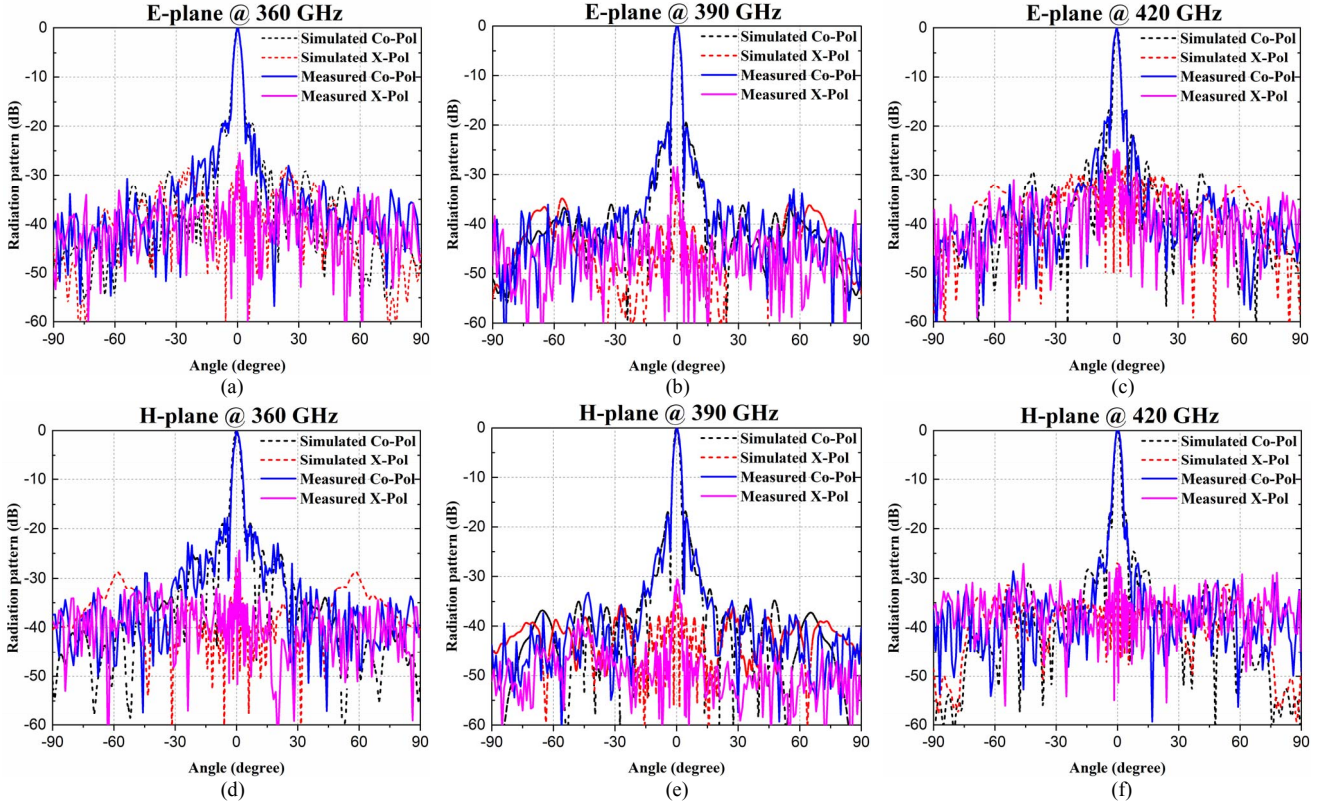 E-plane @ 360 GHz
Simulated Co-Pol
Simulated X-Pol
Measured Co-Pol
Measured X-Pol
Radiation pattern (dB)
0
-10
-20
-30
-40
-50
-60
-90 -60 -30 0 30 60 90
Angle (degree)
(a)
E-plane @ 390 GHz
Simulated Co-Pol
Simulated X-Pol
Measured Co-Pol
Measured X-Pol
Radiation pattern (dB)
0
-10
-20
-30
-40
-50
-60
-90 -60 -30 0 30 60 90
Angle (degree)
(b)
E-plane @ 420 GHz
Simulated Co-Pol
Simulated X-Pol
Measured Co-Pol
Measured X-Pol
Radiation pattern (dB)
0
-10
-20
-30
-40
-50
-60
-90 -60 -30 0 30 60 90
Angle (degree)
(c)
H-plane @ 360 GHz
Simulated Co-Pol
Simulated X-Pol
Measured Co-Pol
Measured X-Pol
Radiation pattern (dB)
0
-10
-20
-30
-40
-50
-60
-90 -60 -30 0 30 60 90
Angle (degree)
(d)
H-plane @ 390 GHz
Simulated Co-Pol
Simulated X-Pol
Measured Co-Pol
Measured X-Pol
Radiation pattern (dB)
0
-10
-20
-30
-40
-50
-60
-90 -60 -30 0 30 60 90
Angle (degree)
(e)
H-plane @ 420 GHz
Simulated Co-Pol
Simulated X-Pol
Measured Co-Pol
Measured X-Pol
Radiation pattern (dB)
0
-10
-20
-30
-40
-50
-60
-90 -60 -30 0 30 60 90
Angle (degree)
(f)